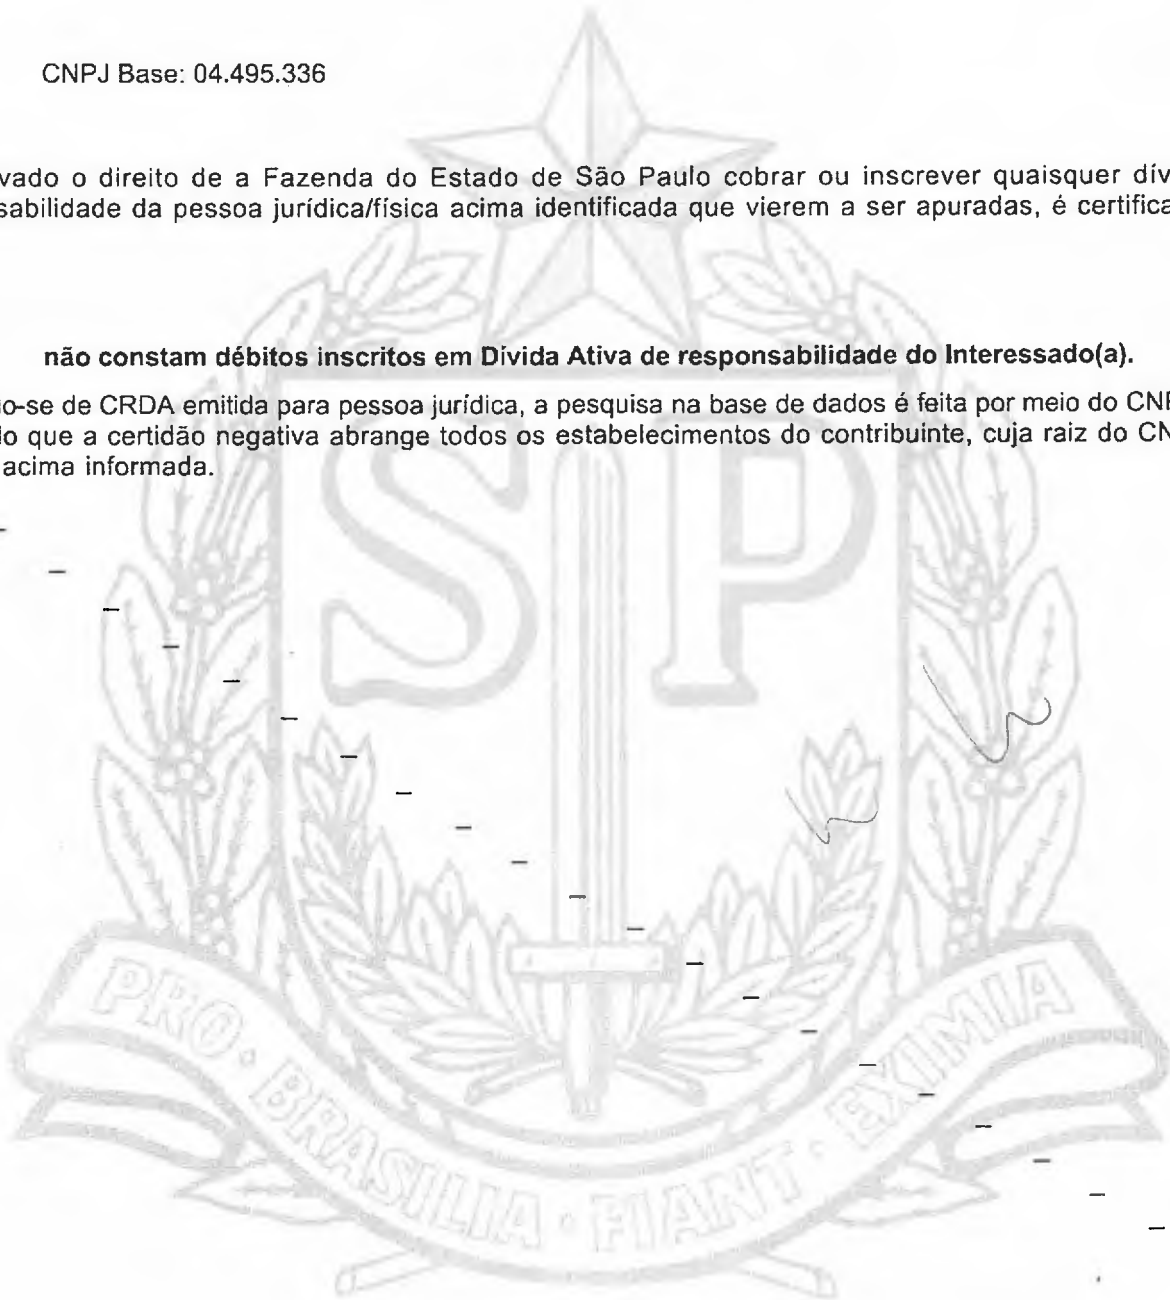 CNPJ Base: 04.495.336
vado o direito de a Fazenda do Estado de São Paulo cobrar ou inscrever quaisquer dív
sabilidade da pessoa jurídica/física acima identificada que vierem a ser apuradas, é certifica
não constam débitos inscritos em Dívida Ativa de responsabilidade do Interessado(a).
o-se de CRDA emitida para pessoa jurídica, a pesquisa na base de dados é feita por meio do CNP
do que a certidão negativa abrange todos os estabelecimentos do contribuinte, cuja raiz do CN
acima informada.
SP
PRO · BRASILIA · FIANT · EXIMIA